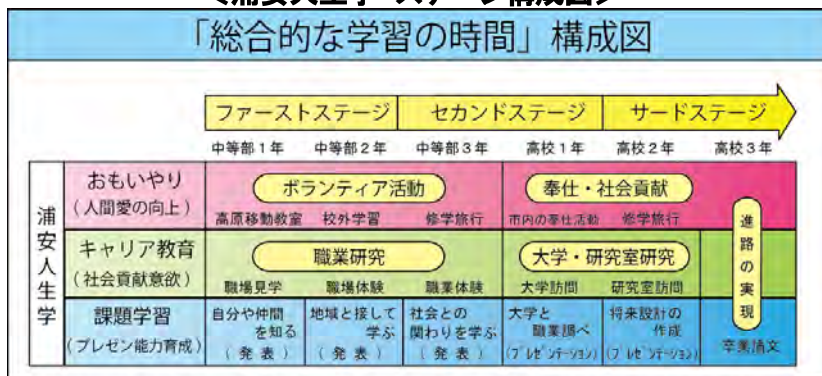 「総合的な学習の時間」構成図
ファーストステージ セカンドステージ サードステージ
中等部1年 中等部2年 中等部3年 高校1年 高校2年 高校3年
浦安人生学
おもいやり
(人間愛の向上)
ボランティア活動 奉仕・社会貢献
高原移動教室 校外学習 修学旅行 市内の奉仕活動 修学旅行
キャリア教育
(社会貢献意欲)
職業研究 大学・研究室研究
職場見学 職場体験 職業体験 大学訪問 研究室訪問
進路の実現
課題学習
(プレゼン能力育成)
自分や仲間 地域と接して 社会との 大学と 将来設計の
を知る 学ぶ 関わりを学ぶ 職業調べ 作成
(発表) (発表) (発表) (プレゼンテーション) (プレゼンテーション)
卒業論文